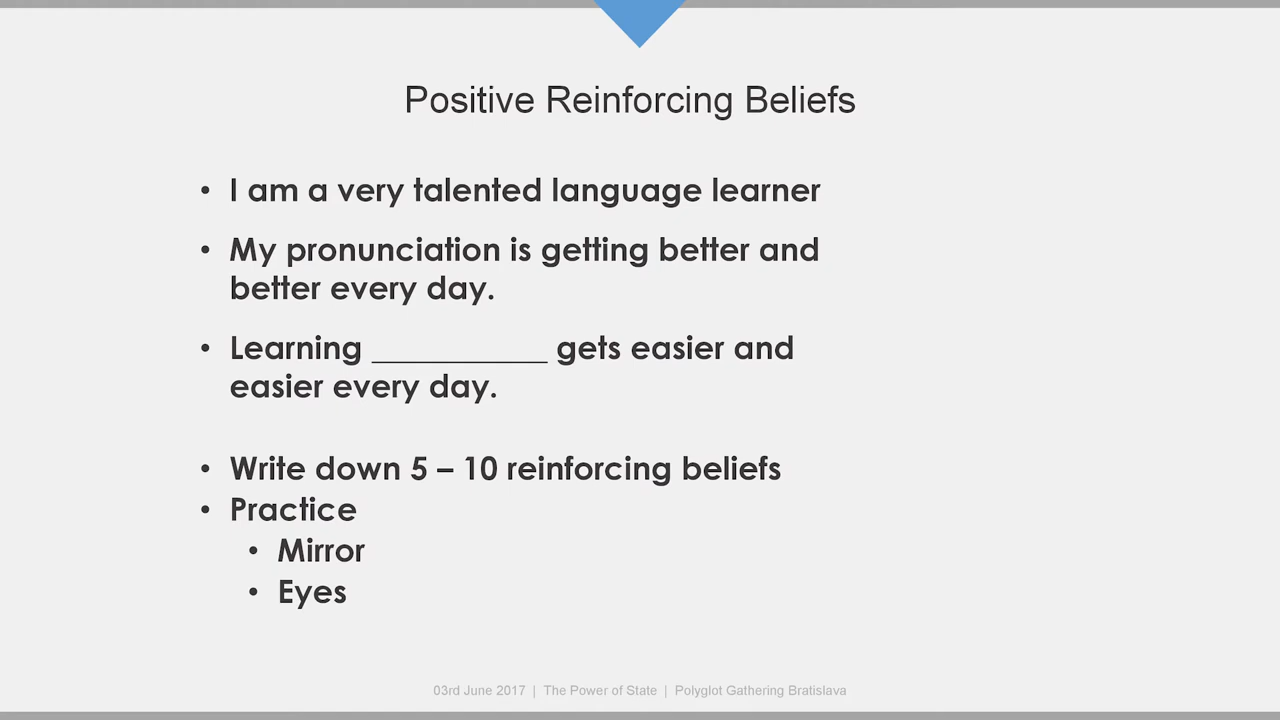 Positive Reinforcing Beliefs
• I am a very talented language learner
• My pronunciation is getting better and
better every day.
• Learning ___________ gets easier and
easier every day.
• Write down 5 – 10 reinforcing beliefs
• Practice
• Mirror
• Eyes
03rd June 2017 | The Power of State | Polyglot Gathering Bratislava